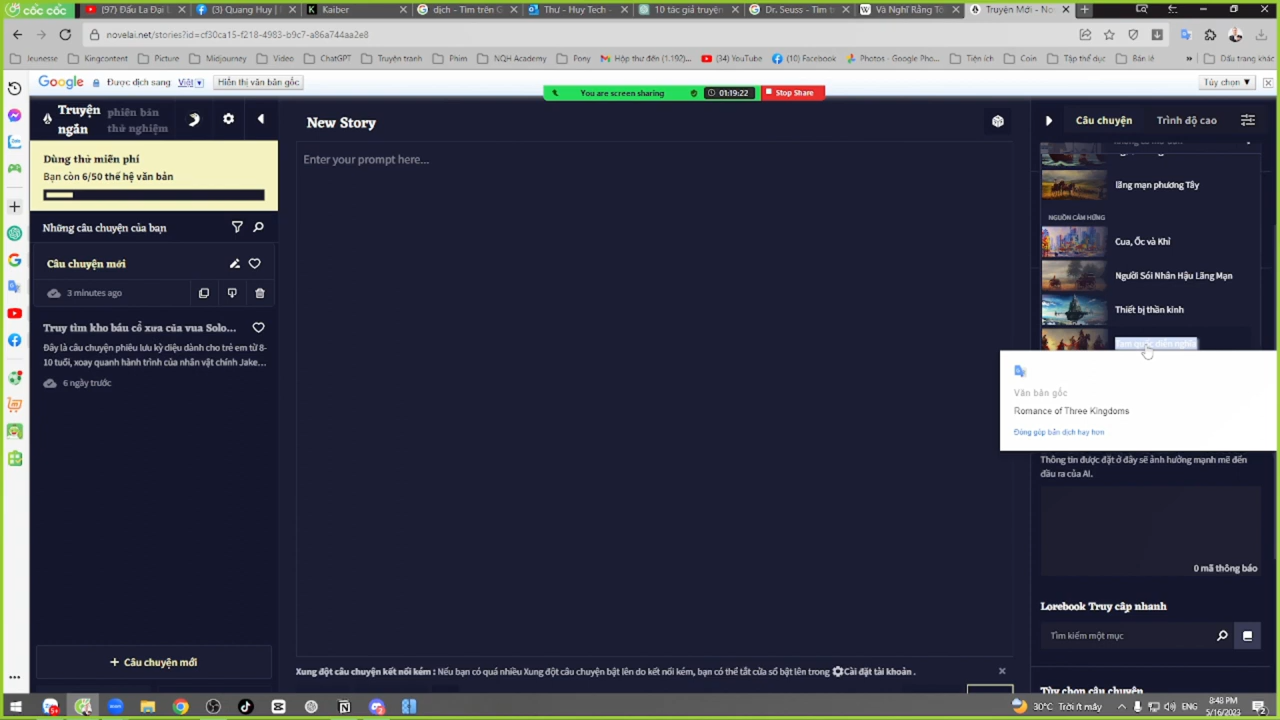 cốc cốc
(97) Đấu La Đại L
(3) Quang Huy | N
Kaiber
dịch - Tìm trên G
Thư - Huy Tech -
10 tác giả truyện
Dr. Seuss - Tìm t
Và Nghĩ Rằng Tô
Truyện Mới - No
novelai.net/stories?id=cf30ca15-f218-4983-b9c7-a86a744aa2e8
Jeunesse
Kingcontent
Picture
Midjourney
Video
ChatGPT
Truyện tranh
Phim
NQH Academy
Pony
Hộp thư đến (1.192)...
(34) YouTube
(10) Facebook
Photos - Google Pho...
Tiện ích
Coin
Tập thể dục
Bán lẻ
»
Dấu trang khác
Google
Được dịch sang:
Việt
Hiển thị văn bản gốc
You are screen sharing
01:19:22
Stop Share
Tùy chọn ▼
Truyện ngắn
phiên bản thử nghiệm
New Story
Câu chuyện
Trình độ cao
Enter your prompt here...
Dùng thử miễn phí
Bạn còn 6/50 thế hệ văn bản
Những câu chuyện của bạn
Câu chuyện mới
3 minutes ago
Truy tìm kho báu cổ xưa của vua Solo...
Đây là câu chuyện phiêu lưu kỳ diệu dành cho trẻ em từ 8-
10 tuổi, xoay quanh hành trình của nhân vật chính Jake...
6 ngày trước
+ Câu chuyện mới
lãng mạn phương Tây
NGUỒN CẢM HỨNG
Cua, Ốc và Khỉ
Người Sói Nhân Hậu Lãng Mạn
Thiết bị thần kinh
Tam quốc diễn nghĩa
Văn bản gốc
Romance of Three Kingdoms
Đóng góp bản dịch hay hơn
Thông tin được đặt ở đây sẽ ảnh hưởng mạnh mẽ đến
đầu ra của AI.
0 mã thông báo
Lorebook Truy cập nhanh
Tìm kiếm một mục
Xung đột câu chuyện kết nối kém : Nếu bạn có quá nhiều Xung đột câu chuyện bật lên do kết nối kém, bạn có thể tắt cửa sổ bật lên trong Cài đặt tài khoản .
Tùy chọn câu chuyện
30°C Trời ít mây
ENG
8:48 PM
5/16/2023